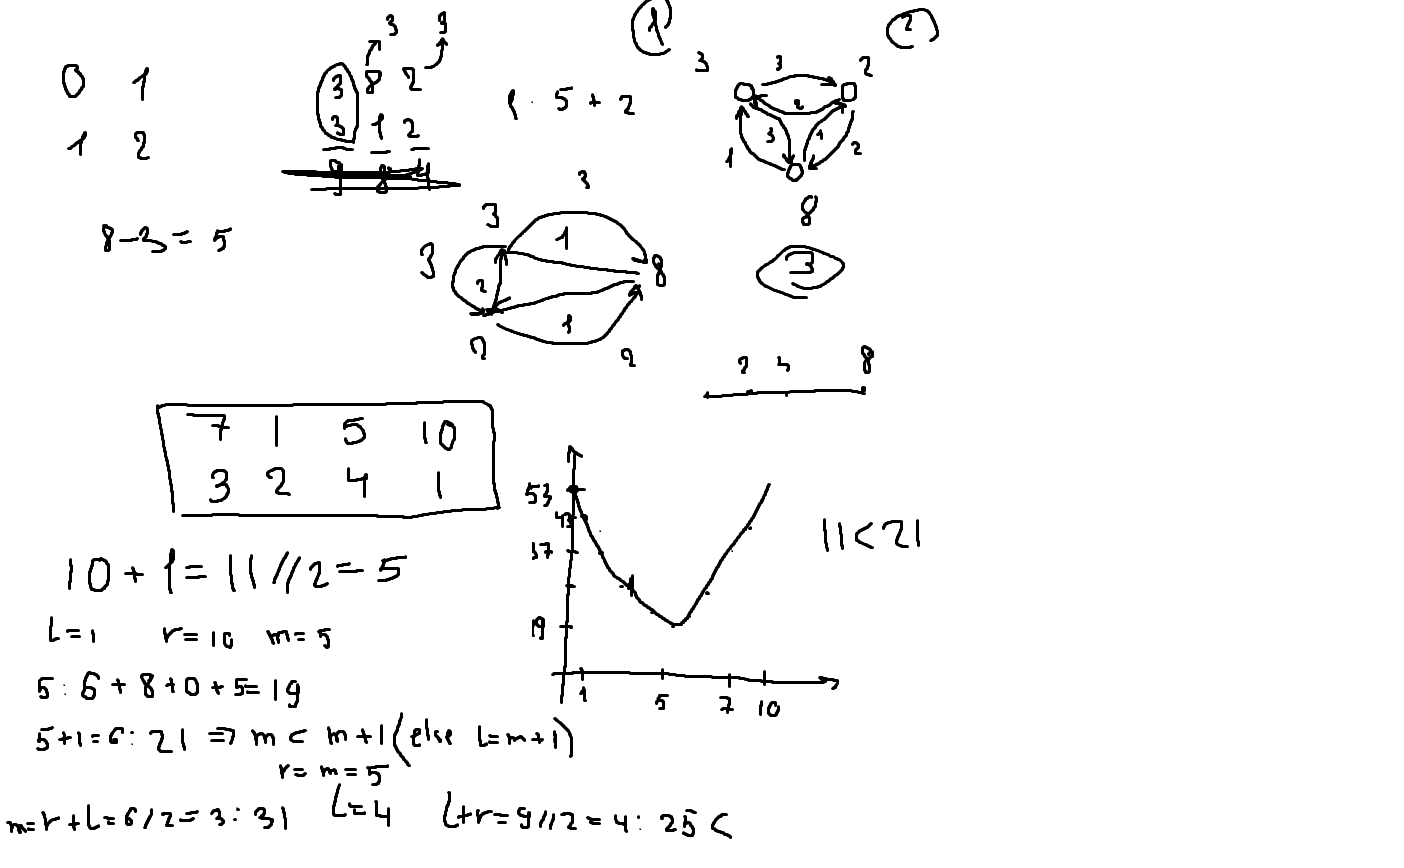 3 9
0 1
3 8 2
1 2
3 1 2
9 8 4
1 · 5 + 2
8-3 = 5
1
2
3 3 2
2
1 3 1 2
8
3
3
3 1
3 2 8
1
2 2
3
2 4 8
7 1 5 10
3 2 4 1
10 + 1 = 11 // 2 = 5
L = 1 r = 10 m = 5
5 : 6 + 8 + 0 + 5 = 19
5+1=6 : 21 => m < m+1 (else L=m+1)
r = m = 5
m=r+L=6/2=3: 31 L=4 L+r=9//2=4: 25 <
53
43
37
19
1 5 7 10
11<21